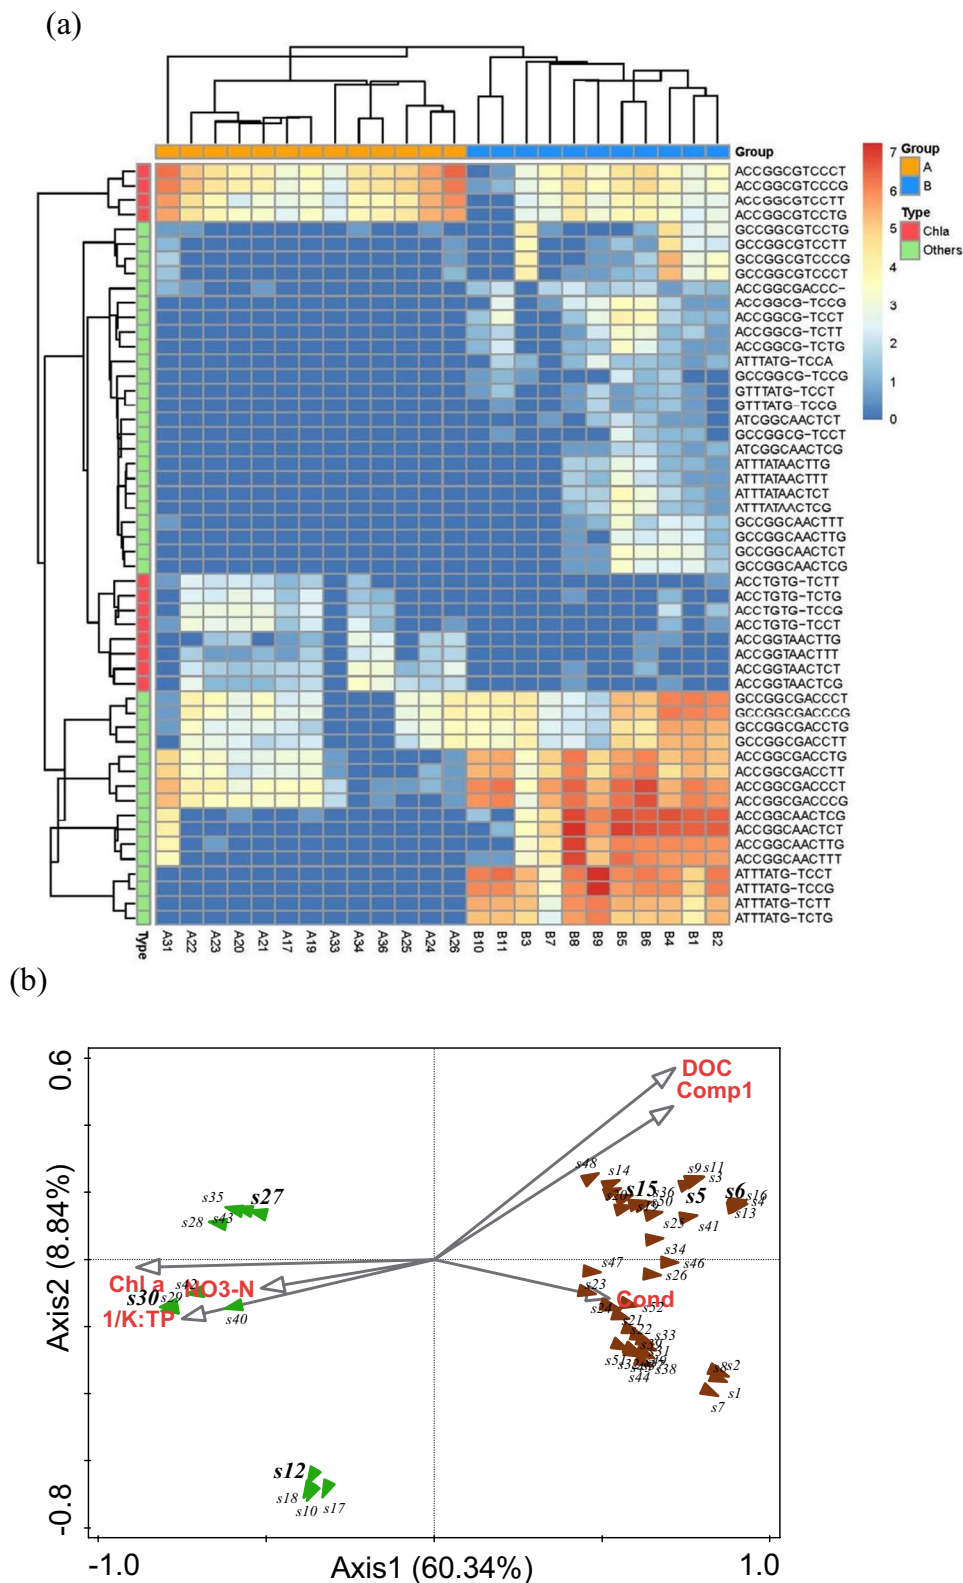 (a)
Group
ACCGGCGTCCCT
ACCGGCGTCCCG
ACCGGCGTCCTT
ACCGGCGTCCTG
GCCGGCGTCCTG
GCCGGCGTCCTT
GCCGGCGTCCCG
GCCGGCGTCCCT
ACCGGCGACCC-
ACCGGCG-TCCG
ACCGGCG-TCCT
ACCGGCG-TCTT
ACCGGCG-TCTG
ATTTATG-TCCA
GCCGGCG-TCCG
GTTTATG-TCCT
GTTTATG-TCCG
ATCGGCAACTCT
GCCGGCG-TCCT
ATCGGCAACTCG
ATTTATAACTTG
ATTTATAACTTT
ATTTATAACTCT
ATTTATAACTCG
GCCGGCAACTTT
GCCGGCAACTTG
GCCGGCAACTCT
GCCGGCAACTCG
ACCTGTG-TCTT
ACCTGTG-TCTG
ACCTGTG-TCCG
ACCTGTG-TCCT
ACCGGTAACTTG
ACCGGTAACTTT
ACCGGTAACTCT
ACCGGTAACTCG
GCCGGCGACCCT
GCCGGCGACCCG
GCCGGCGACCTG
GCCGGCGACCTT
ACCGGCGACCTG
ACCGGCGACCTT
ACCGGCGACCCT
ACCGGCGACCCG
ACCGGCAACTCG
ACCGGCAACTCT
ACCGGCAACTTG
ACCGGCAACTTT
ATTTATG-TCCT
ATTTATG-TCCG
ATTTATG-TCTT
ATTTATG-TCTG
7
6
5
4
3
2
1
0
Group
A
B
Type
Chla
Others
Type A31 A22 A23 A20 A21 A17 A19 A33 A34 A36 A25 A24 A26 B10 B11 B3 B7 B8 B9 B5 B6 B4 B1 B2
(b)
0.6
Axis2 (8.84%)
-0.8
DOC
Comp1
s48 s14 s9 s11 s3
s35 s27 s20 s15 s36 s50 s5 s6 s16 s4
s28 s43 s19 s25 s41 s13
s34
s47 s46
Chl a s42 NO3-N s23 s26
s30 s29 Cond
1/K:TP s40 s24 s52
s21
s22 s33
s39 s31
s51 s32 s38
s44
s8 s2
s1
s7
s12
s18 s10 s17
-1.0 Axis1 (60.34%) 1.0